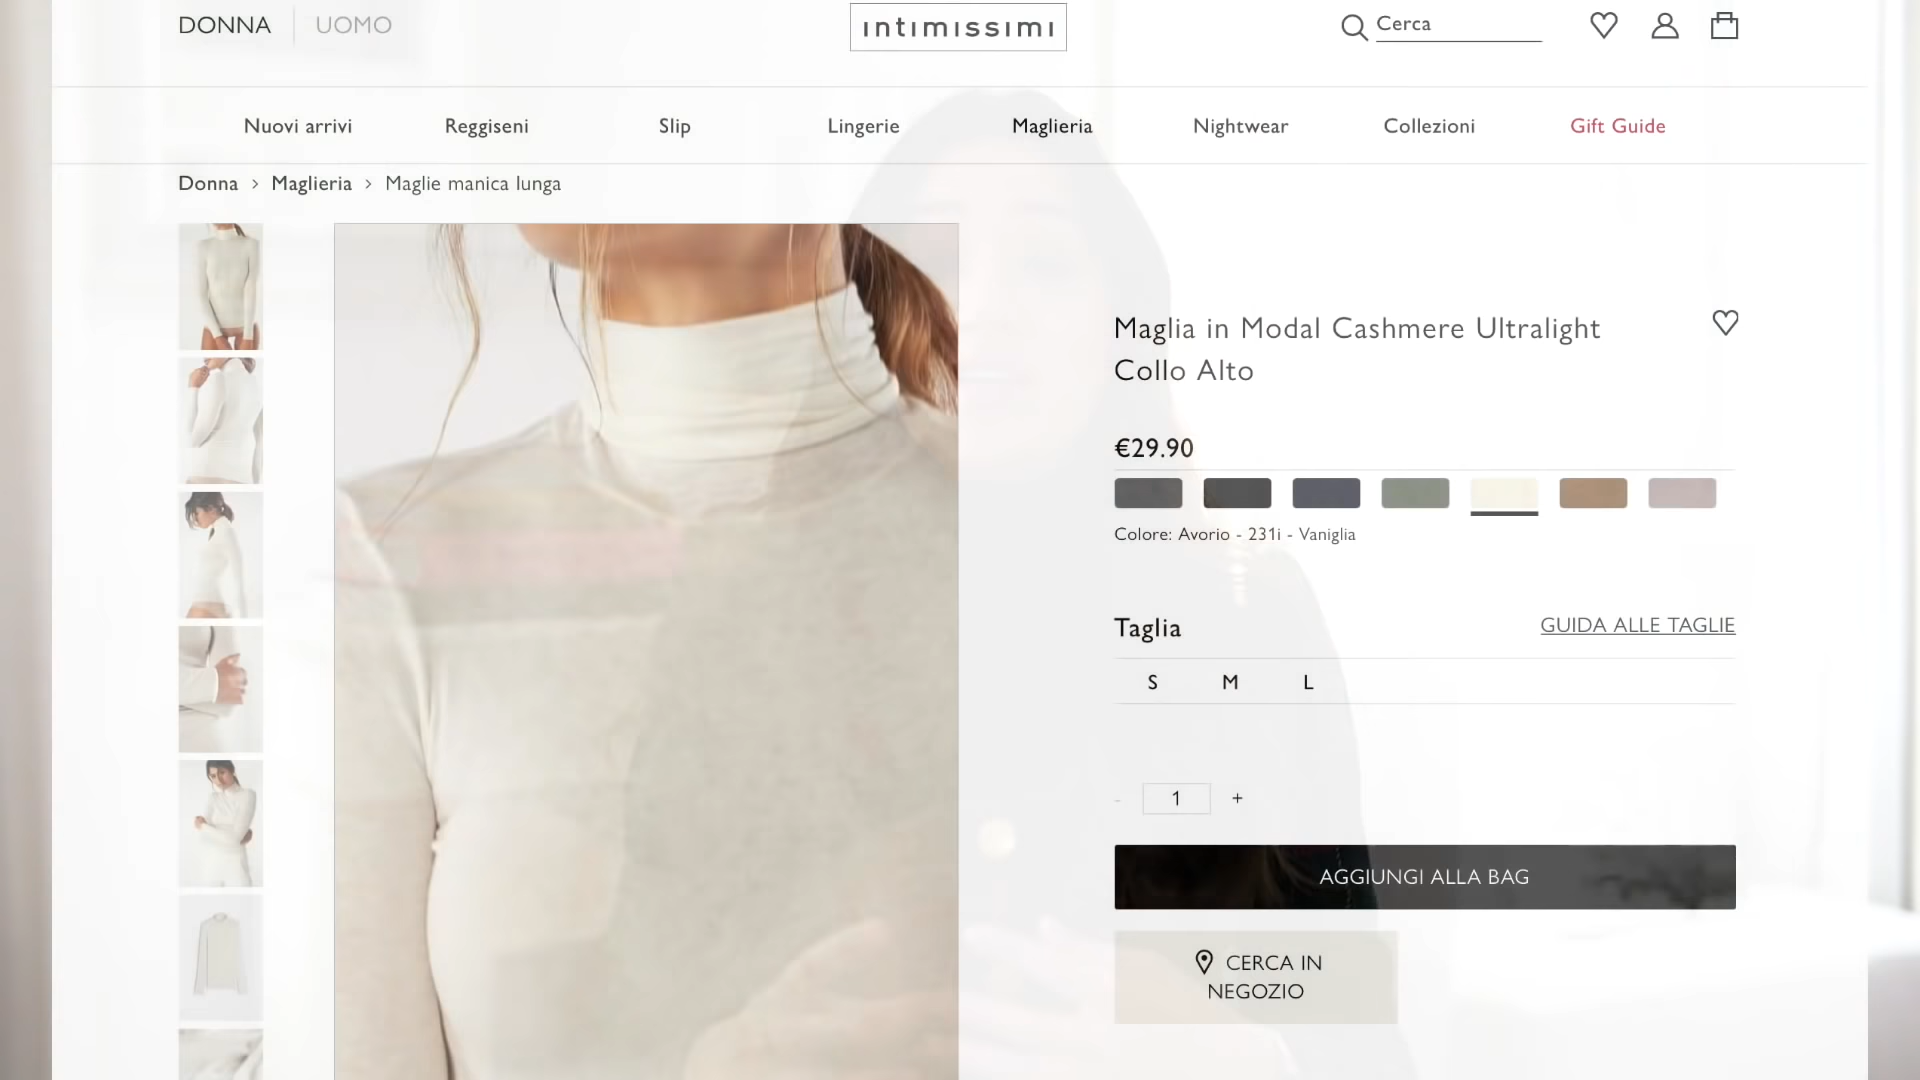 DONNA
UOMO
intimissimi
Cerca
Nuovi arrivi
Reggiseni
Slip
Lingerie
Maglieria
Nightwear
Collezioni
Gift Guide
Donna > Maglieria > Maglie manica lunga
Maglia in Modal Cashmere Ultralight
Collo Alto
€29.90
Colore: Avorio - 231i - Vaniglia
Taglia
GUIDA ALLE TAGLIE
S M L
- 1 +
AGGIUNGI ALLA BAG
CERCA IN
NEGOZIO